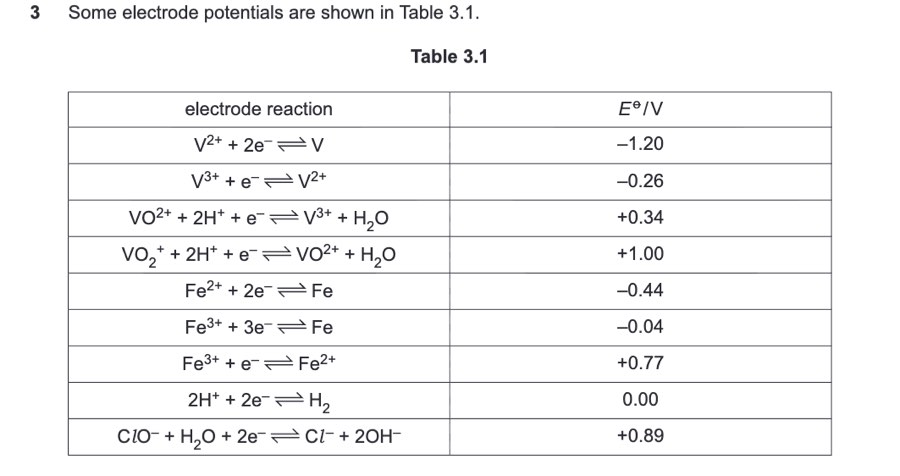 3 Some electrode potentials are shown in Table 3.1.
Table 3.1
electrode reaction E⦵/V
V²⁺ + 2e⁻ ⇌ V –1.20
V³⁺ + e⁻ ⇌ V²⁺ –0.26
VO²⁺ + 2H⁺ + e⁻ ⇌ V³⁺ + H₂O +0.34
VO₂⁺ + 2H⁺ + e⁻ ⇌ VO²⁺ + H₂O +1.00
Fe²⁺ + 2e⁻ ⇌ Fe –0.44
Fe³⁺ + 3e⁻ ⇌ Fe –0.04
Fe³⁺ + e⁻ ⇌ Fe²⁺ +0.77
2H⁺ + 2e⁻ ⇌ H₂ 0.00
ClO⁻ + H₂O + 2e⁻ ⇌ Cl⁻ + 2OH⁻ +0.89